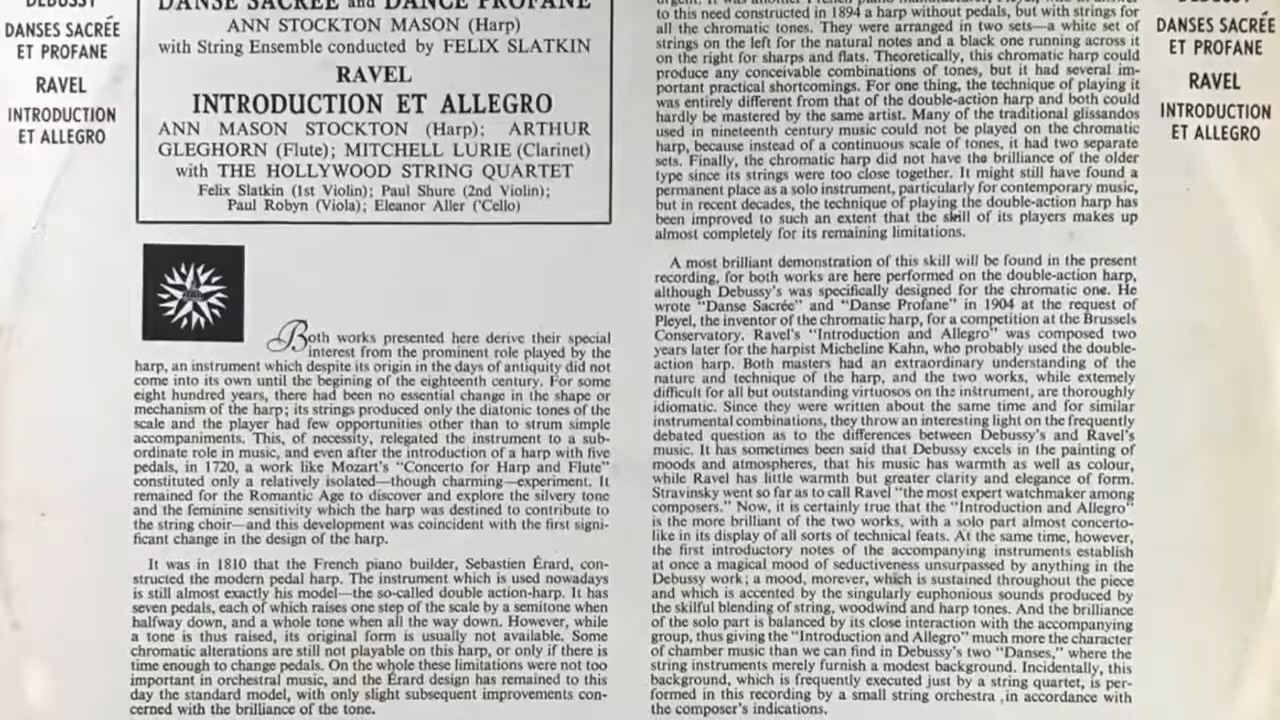 DEBUSSY
DANSES SACRÉE
ET PROFANE
RAVEL
INTRODUCTION
ET ALLEGRO
DANSE SACREE and DANCE PROFANE
ANN STOCKTON MASON (Harp)
with String Ensemble conducted by FELIX SLATKIN
RAVEL
INTRODUCTION ET ALLEGRO
ANN MASON STOCKTON (Harp); ARTHUR
GLEGHORN (Flute); MITCHELL LURIE (Clarinet)
with THE HOLLYWOOD STRING QUARTET
Felix Slatkin (1st Violin); Paul Shure (2nd Violin);
Paul Robyn (Viola); Eleanor Aller ('Cello)
Both works presented here derive their special
interest from the prominent role played by the
harp, an instrument which despite its origin in the days of antiquity did not
come into its own until the begining of the eighteenth century. For some
eight hundred years, there had been no essential change in the shape or
mechanism of the harp; its strings produced only the diatonic tones of the
scale and the player had few opportunities other than to strum simple
accompaniments. This, of necessity, relegated the instrument to a sub-
ordinate role in music, and even after the introduction of a harp with five
pedals, in 1720, a work like Mozart's "Concerto for Harp and Flute"
constituted only a relatively isolated—though charming—experiment. It
remained for the Romantic Age to discover and explore the silvery tone
and the feminine sensitivity which the harp was destined to contribute to
the string choir—and this development was coincident with the first signi-
ficant change in the design of the harp.
It was in 1810 that the French piano builder, Sebastien Érard, con-
structed the modern pedal harp. The instrument which is used nowadays
is still almost exactly his model—the so-called double action-harp. It has
seven pedals, each of which raises one step of the scale by a semitone when
halfway down, and a whole tone when all the way down. However, while
a tone is thus raised, its original form is usually not available. Some
chromatic alterations are still not playable on this harp, or only if there is
time enough to change pedals. On the whole these limitations were not too
important in orchestral music, and the Érard design has remained to this
day the standard model, with only slight subsequent improvements con-
cerned with the brilliance of the tone.
to this need constructed in 1894 a harp without pedals, but with strings for
all the chromatic tones. They were arranged in two sets—a white set of
strings on the left for the natural notes and a black one running across it
on the right for sharps and flats. Theoretically, this chromatic harp could
produce any conceivable combinations of tones, but it had several im-
portant practical shortcomings. For one thing, the technique of playing it
was entirely different from that of the double-action harp and both could
hardly be mastered by the same artist. Many of the traditional glissandos
used in nineteenth century music could not be played on the chromatic
harp, because instead of a continuous scale of tones, it had two separate
sets. Finally, the chromatic harp did not have the brilliance of the older
type since its strings were too close together. It might still have found a
permanent place as a solo instrument, particularly for contemporary music,
but in recent decades, the technique of playing the double-action harp has
been improved to such an extent that the skill of its players makes up
almost completely for its remaining limitations.
A most brilliant demonstration of this skill will be found in the present
recording, for both works are here performed on the double-action harp,
although Debussy's was specifically designed for the chromatic one. He
wrote "Danse Sacrée" and "Danse Profane" in 1904 at the request of
Pleyel, the inventor of the chromatic harp, for a competition at the Brussels
Conservatory. Ravel's "Introduction and Allegro" was composed two
years later for the harpist Micheline Kahn, who probably used the double-
action harp. Both masters had an extraordinary understanding of the
nature and technique of the harp, and the two works, while extemely
difficult for all but outstanding virtuosos on the instrument, are thoroughly
idiomatic. Since they were written about the same time and for similar
instrumental combinations, they throw an interesting light on the frequently
debated question as to the differences between Debussy's and Ravel's
music. It has sometimes been said that Debussy excels in the painting of
moods and atmospheres, that his music has warmth as well as colour,
while Ravel has little warmth but greater clarity and elegance of form.
Stravinsky went so far as to call Ravel "the most expert watchmaker among
composers." Now, it is certainly true that the "Introduction and Allegro"
is the more brilliant of the two works, with a solo part almost concerto-
like in its display of all sorts of technical feats. At the same time, however,
the first introductory notes of the accompanying instruments establish
at once a magical mood of seductiveness unsurpassed by anything in the
Debussy work; a mood, morever, which is sustained throughout the piece
and which is accented by the singularly euphonious sounds produced by
the skilful blending of string, woodwind and harp tones. And the brilliance
of the solo part is balanced by its close interaction with the accompanying
group, thus giving the "Introduction and Allegro" much more the character
of chamber music than we can find in Debussy's two "Danses," where the
string instruments merely furnish a modest background. Incidentally, this
background, which is frequently executed just by a string quartet, is per-
formed in this recording by a small string orchestra ,in accordance with
the composer's indications.
DANSES SACRÉE
ET PROFANE
RAVEL
INTRODUCTION
ET ALLEGRO